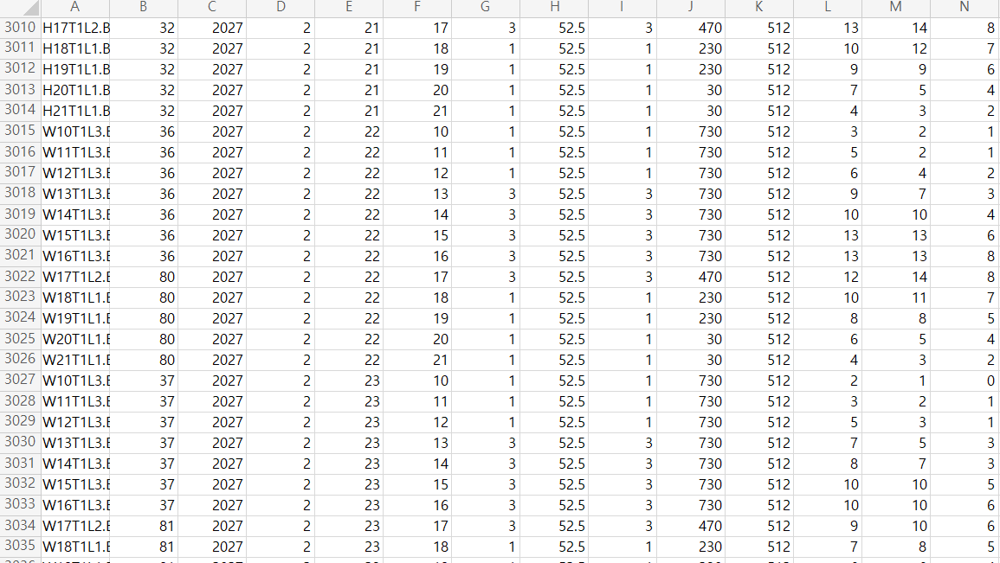 A B C D E F G H I J K L M N
3010 H17T1L2.B 32 2027 2 21 17 3 52.5 3 470 512 13 14 8
3011 H18T1L1.B 32 2027 2 21 18 1 52.5 1 230 512 10 12 7
3012 H19T1L1.B 32 2027 2 21 19 1 52.5 1 230 512 9 9 6
3013 H20T1L1.B 32 2027 2 21 20 1 52.5 1 30 512 7 5 4
3014 H21T1L1.B 32 2027 2 21 21 1 52.5 1 30 512 4 3 2
3015 W10T1L3. 36 2027 2 22 10 1 52.5 1 730 512 3 2 1
3016 W11T1L3. 36 2027 2 22 11 1 52.5 1 730 512 5 2 1
3017 W12T1L3. 36 2027 2 22 12 1 52.5 1 730 512 6 4 2
3018 W13T1L3. 36 2027 2 22 13 3 52.5 3 730 512 9 7 3
3019 W14T1L3. 36 2027 2 22 14 3 52.5 3 730 512 10 10 4
3020 W15T1L3. 36 2027 2 22 15 3 52.5 3 730 512 13 13 6
3021 W16T1L3. 36 2027 2 22 16 3 52.5 3 730 512 13 13 8
3022 W17T1L2. 80 2027 2 22 17 3 52.5 3 470 512 12 14 8
3023 W18T1L1. 80 2027 2 22 18 1 52.5 1 230 512 10 11 7
3024 W19T1L1. 80 2027 2 22 19 1 52.5 1 230 512 8 8 5
3025 W20T1L1. 80 2027 2 22 20 1 52.5 1 30 512 6 5 4
3026 W21T1L1. 80 2027 2 22 21 1 52.5 1 30 512 4 3 2
3027 W10T1L3. 37 2027 2 23 10 1 52.5 1 730 512 2 1 0
3028 W11T1L3. 37 2027 2 23 11 1 52.5 1 730 512 3 2 1
3029 W12T1L3. 37 2027 2 23 12 1 52.5 1 730 512 5 3 1
3030 W13T1L3. 37 2027 2 23 13 3 52.5 3 730 512 7 5 3
3031 W14T1L3. 37 2027 2 23 14 3 52.5 3 730 512 8 7 3
3032 W15T1L3. 37 2027 2 23 15 3 52.5 3 730 512 10 10 5
3033 W16T1L3. 37 2027 2 23 16 3 52.5 3 730 512 10 10 6
3034 W17T1L2. 81 2027 2 23 17 3 52.5 3 470 512 9 10 6
3035 W18T1L1. 81 2027 2 23 18 1 52.5 1 230 512 7 8 5